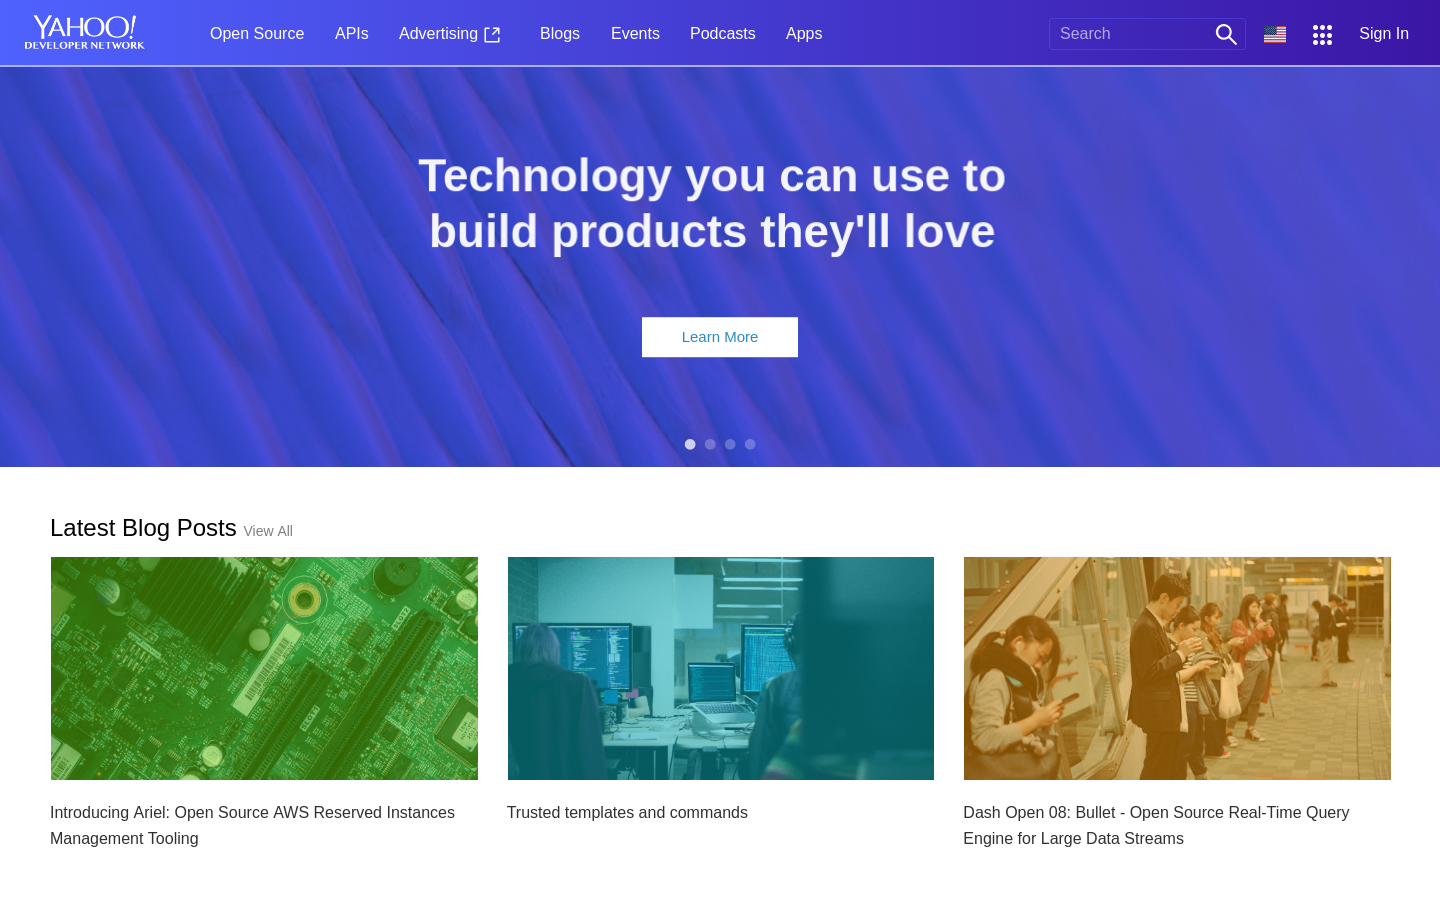 YAHOO!
DEVELOPER NETWORK
Open Source APIs Advertising Blogs Events Podcasts Apps Search Sign In
Technology you can use to
build products they'll love
Learn More
Latest Blog Posts View All
Introducing Ariel: Open Source AWS Reserved Instances
Management Tooling
Trusted templates and commands
Dash Open 08: Bullet - Open Source Real-Time Query
Engine for Large Data Streams